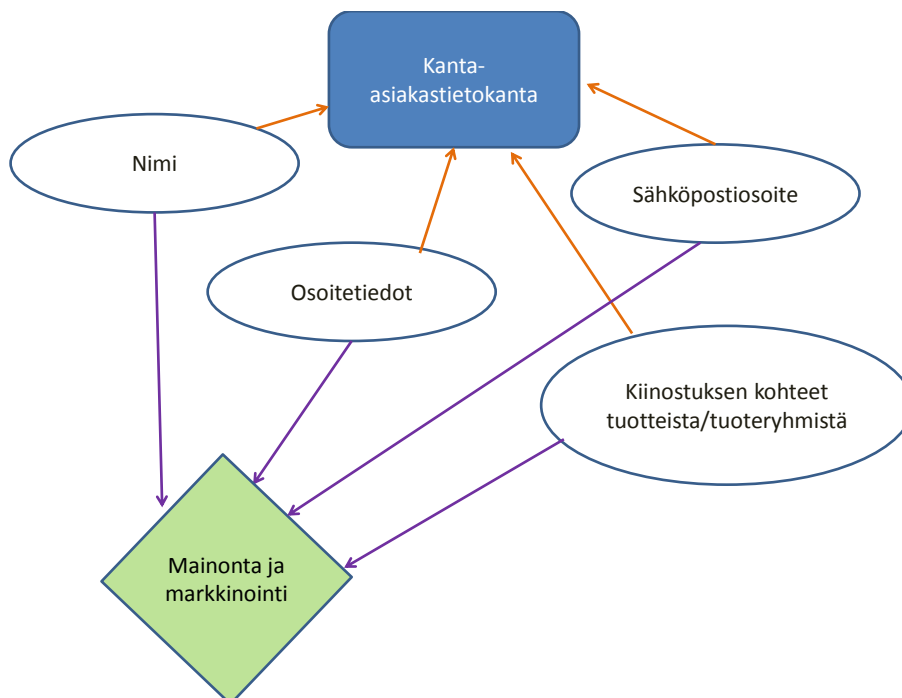 Kanta-
asiakastietokanta
Nimi
Sähköpostiosoite
Osoitetiedot
Kiinostuksen kohteet
tuotteista/tuoteryhmistä
Mainonta ja
markkinointi